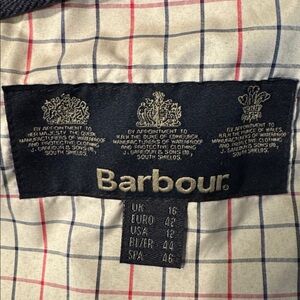 BY APPOINTMENT TO
HER MAJESTY THE QUEEN
MANUFACTURERS OF WATERPROOF
AND PROTECTIVE CLOTHING
J. BARBOUR & SONS LTD.,
SOUTH SHIELDS.
BY APPOINTMENT TO
H.R.H. THE DUKE OF EDINBURGH
MANUFACTURERS OF WATERPROOF
AND PROTECTIVE CLOTHING
J. BARBOUR & SONS LTD.,
SOUTH SHIELDS.
BY APPOINTMENT TO
H.R.H. THE PRINCE OF WALES
MANUFACTURERS OF WATERPROOF
AND PROTECTIVE CLOTHING
J. BARBOUR & SONS LTD.,
SOUTH SHIELDS.
Barbour
UK 16
EURO 42
USA 12
BE/FR 44
SPA 46